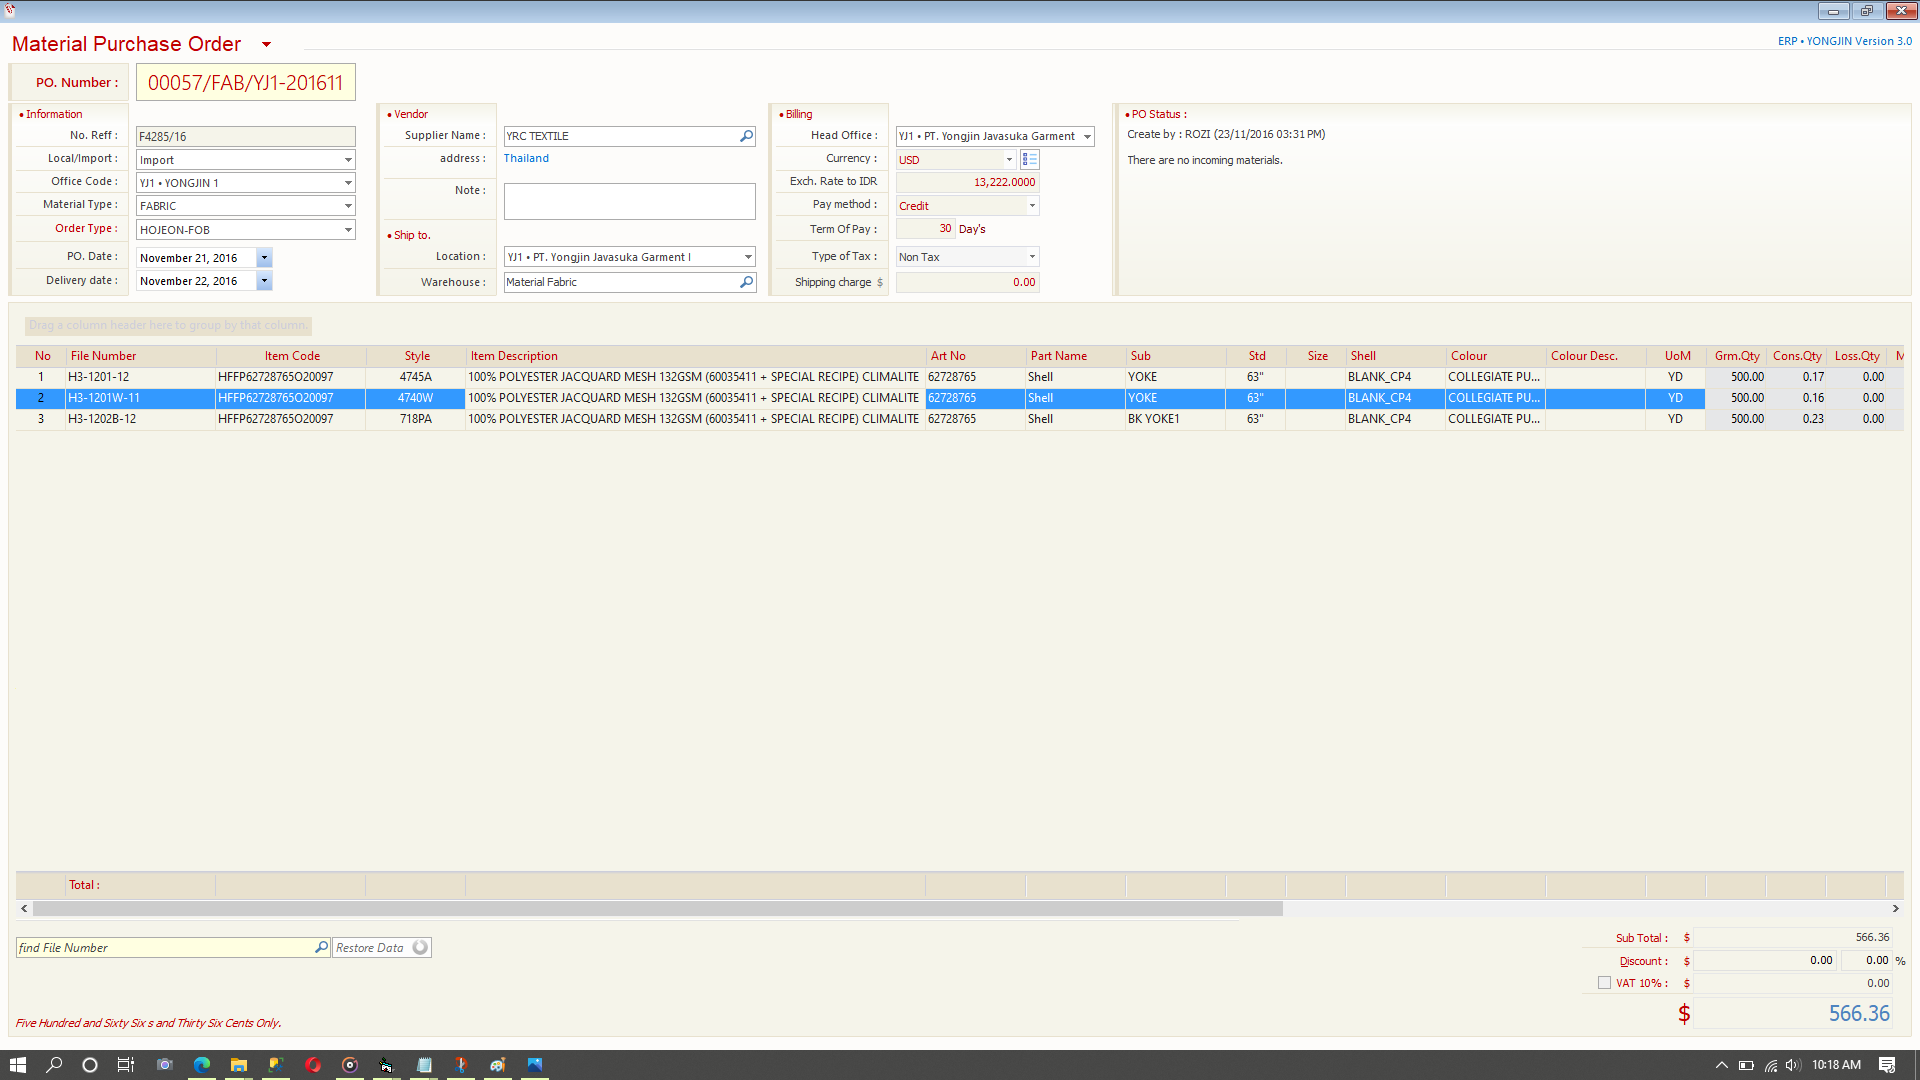 Material Purchase Order
ERP • YONGJIN Version 3.0
PO. Number : 00057/FAB/YJ1-201611
• Information
No. Reff : F4285/16
Local/Import : Import
Office Code : YJ1 • YONGJIN 1
Material Type : FABRIC
Order Type : HOJEON-FOB
PO. Date : November 21, 2016
Delivery date : November 22, 2016
• Vendor
Supplier Name : YRC TEXTILE
address : Thailand
Note :
• Ship to.
Location : YJ1 • PT. Yongjin Javasuka Garment I
Warehouse : Material Fabric
• Billing
Head Office : YJ1 • PT. Yongjin Javasuka Garment
Currency : USD
Exch. Rate to IDR 13,222.0000
Pay method : Credit
Term Of Pay : 30 Day's
Type of Tax : Non Tax
Shipping charge $ 0.00
• PO Status :
Create by : ROZI (23/11/2016 03:31 PM)
There are no incoming materials.
Drag a column header here to group by that column.
No File Number Item Code Style Item Description Art No Part Name Sub Std Size Shell Colour Colour Desc. UoM Grm.Qty Cons.Qty Loss.Qty M
1 H3-1201-12 HFFP62728765O20097 4745A 100% POLYESTER JACQUARD MESH 132GSM (60035411 + SPECIAL RECIPE) CLIMALITE 62728765 Shell YOKE 63" BLANK_CP4 COLLEGIATE PU... YD 500.00 0.17 0.00
2 H3-1201W-11 HFFP62728765O20097 4740W 100% POLYESTER JACQUARD MESH 132GSM (60035411 + SPECIAL RECIPE) CLIMALITE 62728765 Shell YOKE 63" BLANK_CP4 COLLEGIATE PU... YD 500.00 0.16 0.00
3 H3-1202B-12 HFFP62728765O20097 718PA 100% POLYESTER JACQUARD MESH 132GSM (60035411 + SPECIAL RECIPE) CLIMALITE 62728765 Shell BK YOKE1 63" BLANK_CP4 COLLEGIATE PU... YD 500.00 0.23 0.00
Total :
find File Number Restore Data
Sub Total : $ 566.36
Discount : $ 0.00 0.00 %
VAT 10% : $ 0.00
$ 566.36
Five Hundred and Sixty Six s and Thirty Six Cents Only.
10:18 AM